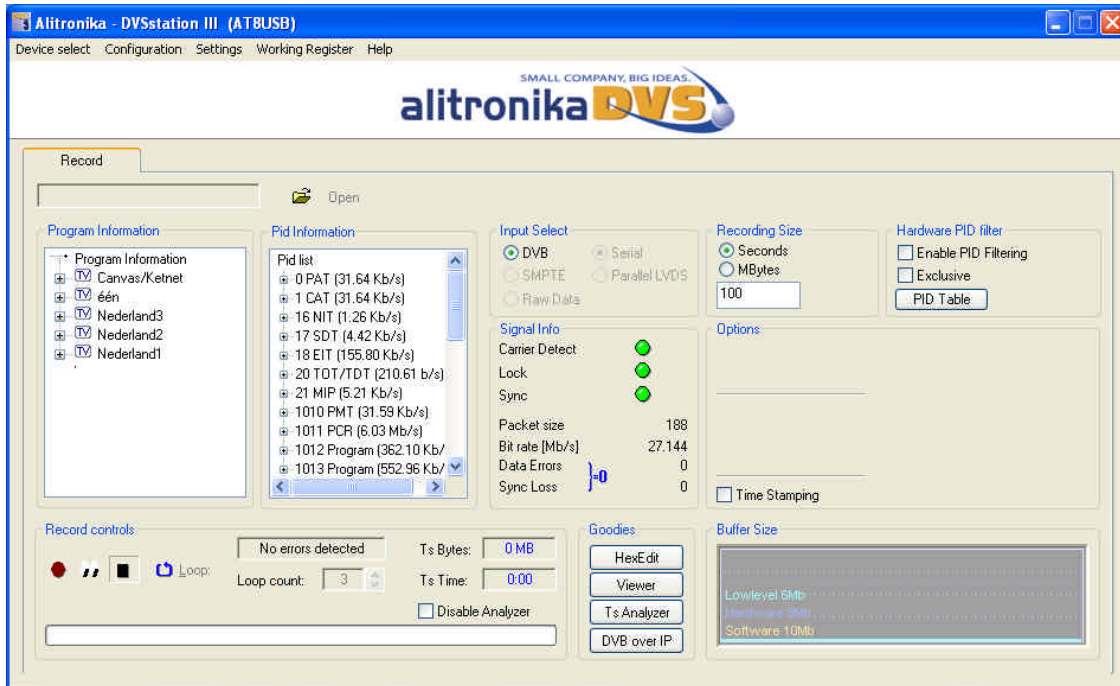 Alitronika - DVSstation III (AT8USB)
Device select Configuration Settings Working Register Help
SMALL COMPANY, BIG IDEAS.
alitronika DVS
Record
Open
Program Information
Program Information
TV Canvas/Ketnet
TV één
TV Nederland3
TV Nederland2
TV Nederland1
Pid Information
Pid list
0 PAT (31.64 Kb/s)
1 CAT (31.64 Kb/s)
16 NIT (1.26 Kb/s)
17 SDT (4.42 Kb/s)
18 EIT (155.80 Kb/s)
20 TOT/TDT (210.61 b/s)
21 MIP (5.21 Kb/s)
1010 PMT (31.59 Kb/s)
1011 PCR (6.03 Mb/s)
1012 Program (362.10 Kb/
1013 Program (552.96 Kb/
Input Select
DVB Serial
SMPTE Parallel LVDS
Raw Data
Signal Info
Carrier Detect
Lock
Sync
Packet size 188
Bit rate [Mb/s] 27.144
Data Errors 0
Sync Loss 0
}=0
Recording Size
Seconds
MBytes
100
Hardware PID filter
Enable PID Filtering
Exclusive
PID Table
Options
Time Stamping
Record controls
Loop:
No errors detected
Loop count: 3
Ts Bytes: 0 MB
Ts Time: 0:00
Disable Analyzer
Goodies
HexEdit
Viewer
Ts Analyzer
DVB over IP
Buffer Size
Lowlevel 6Mb
Software 10Mb